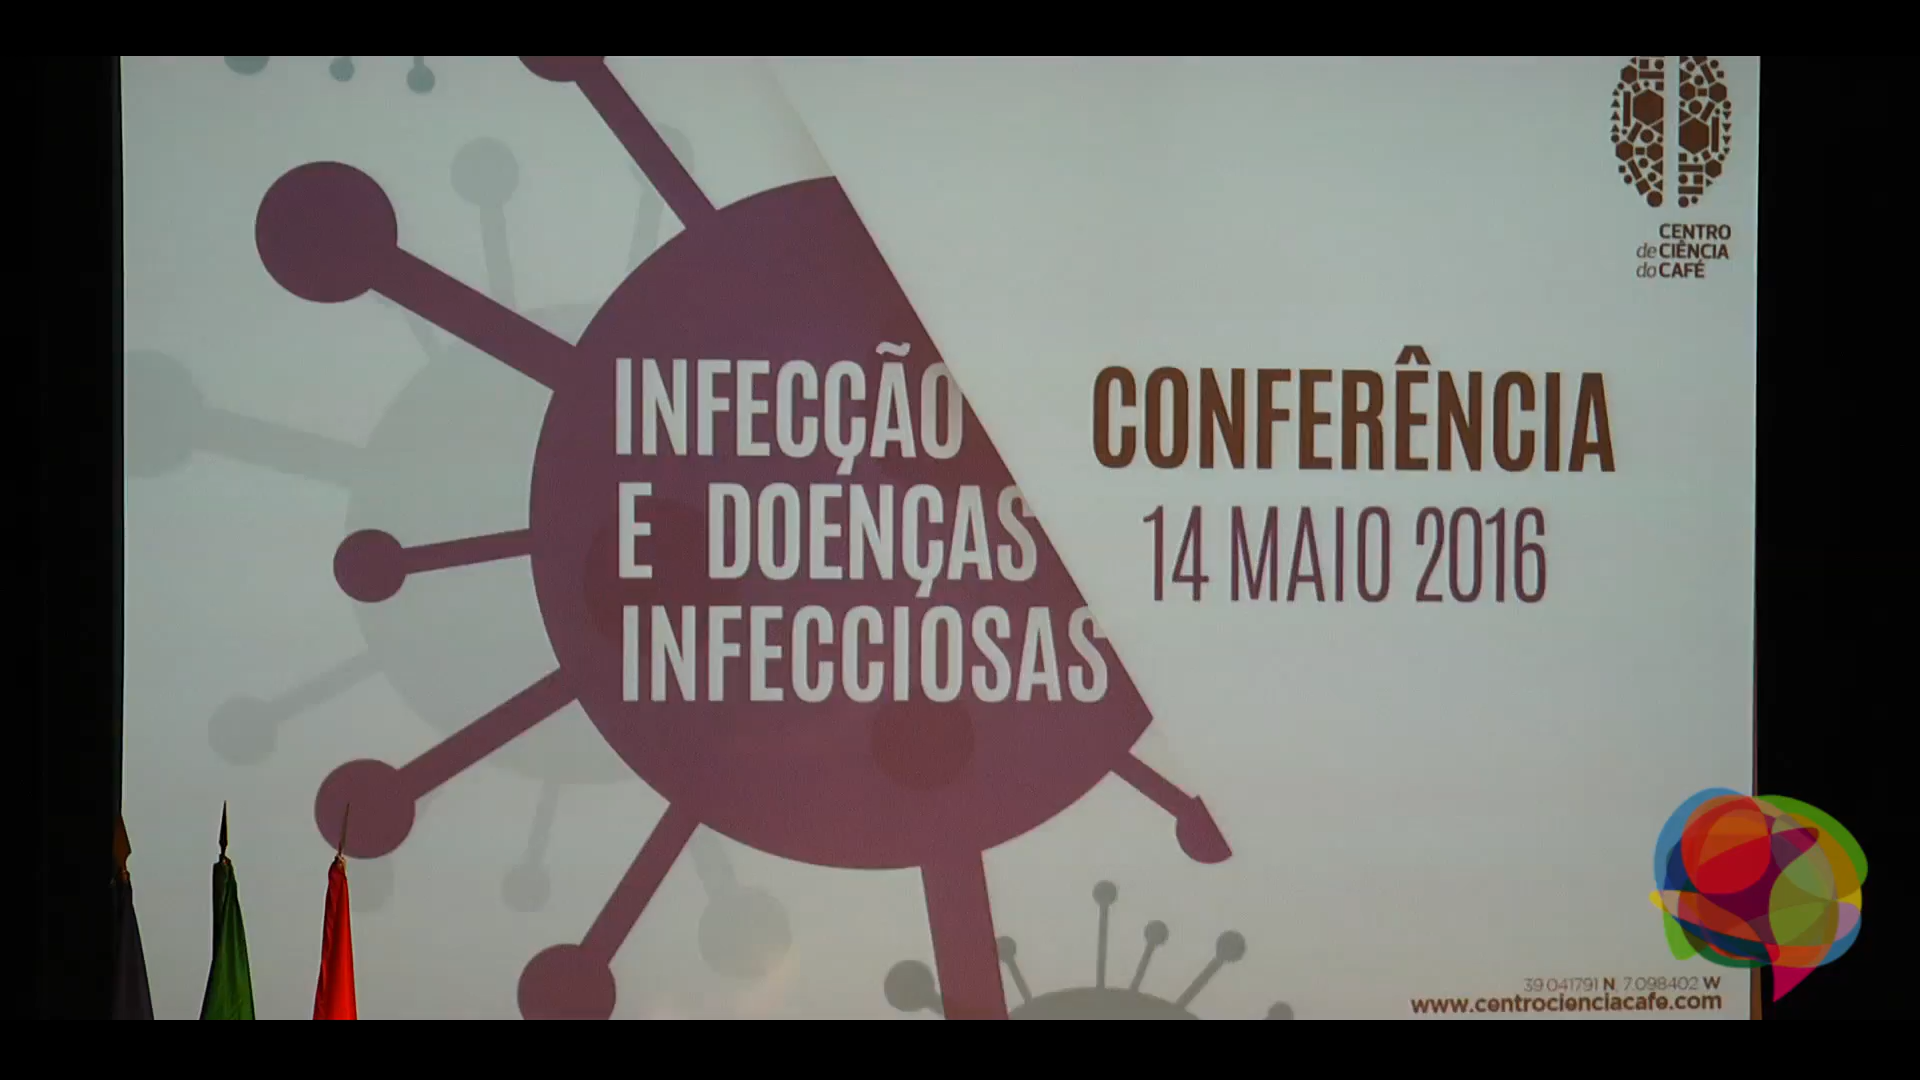 CENTRO
de CIÊNCIA
do CAFÉ
INFECÇÃO
E DOENÇAS
INFECCIOSAS
CONFERÊNCIA
14 MAIO 2016
39.041791 N, 7.098402 W
www.centrocienciacafe.com